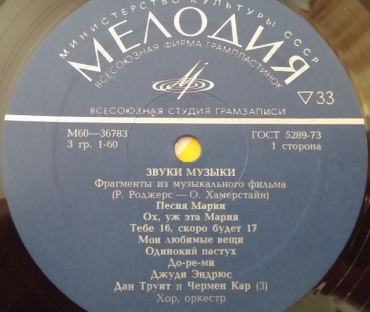 МИНИСТЕРСТВО КУЛЬТУРЫ СССР
МЕЛОДИЯ
ВСЕСОЮЗНАЯ ФИРМА ГРАМПЛАСТИНОК
▽33
ВСЕСОЮЗНАЯ СТУДИЯ ГРАМЗАПИСИ
М60—36783 ГОСТ 5289-73
3 гр. 1-60 1 сторона
ЗВУКИ МУЗЫКИ
Фрагменты из музыкального фильма
(Р. Роджерс—О. Хамерстайн)
Песня Марии
Ох, уж эта Мария
Тебе 16, скоро будет 17
Мои любимые вещи
Одинокий пастух
До-ре-ми
Джуди Эндрюс
Дан Труит и Чермен Кар (3)
Хор, оркестр